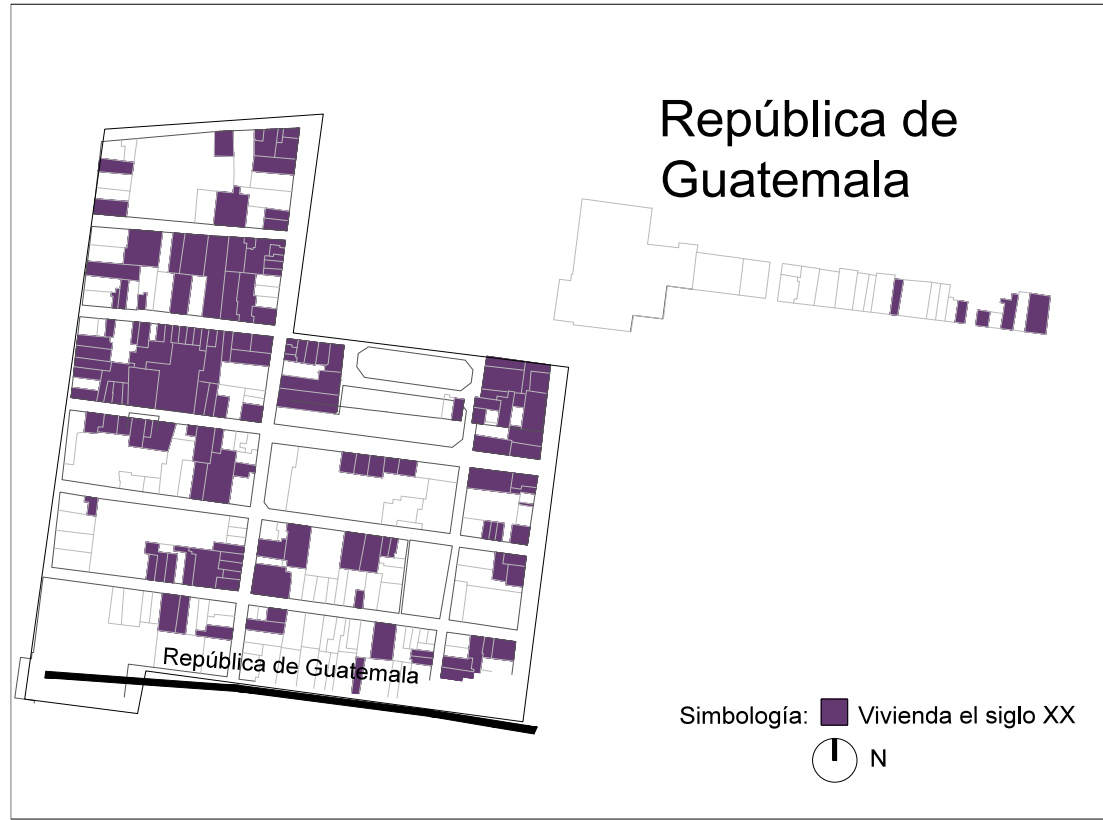 República de
Guatemala
República de Guatemala
Simbología: Vivienda el siglo XX
N